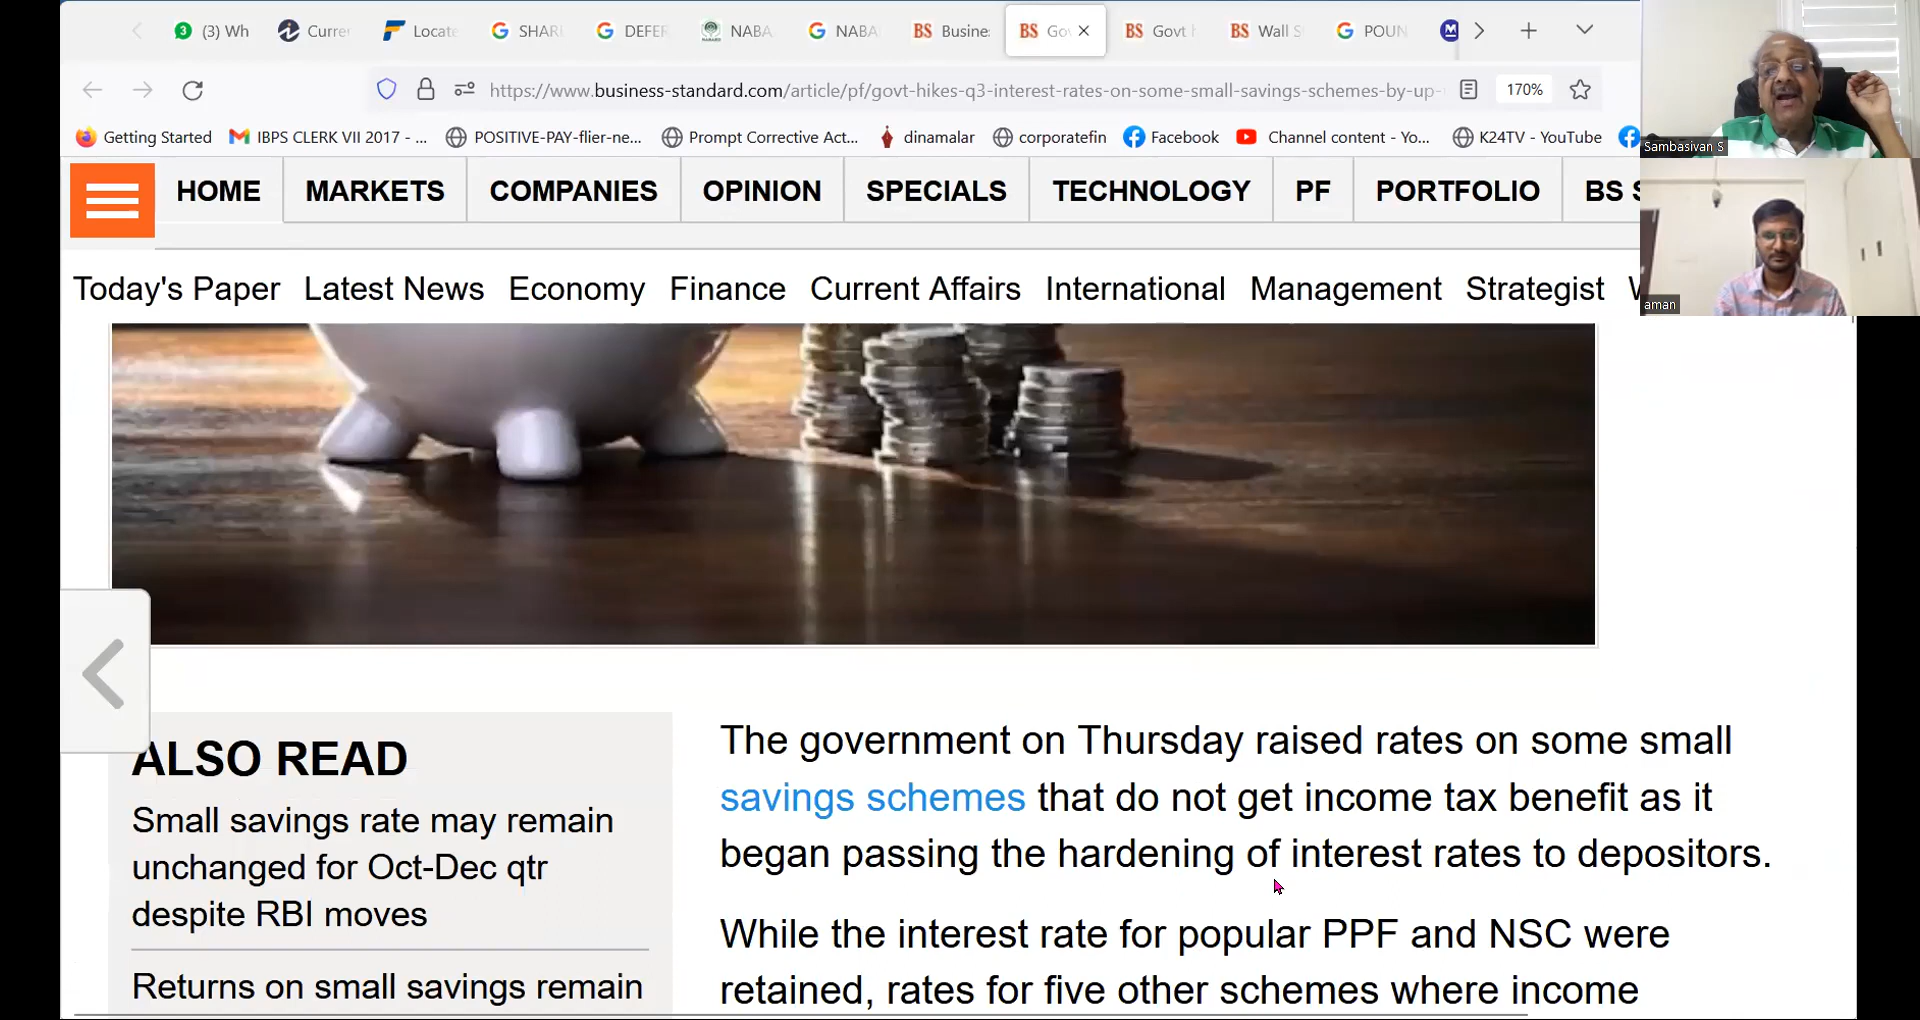 3 (3) Wh Curre Locate G SHAR G DEFER NABA G NABA BS Busine BS Go BS Govt BS Wall S G POUN M
https://www.business-standard.com/article/pf/govt-hikes-q3-interest-rates-on-some-small-savings-schemes-by-up- 170%
Getting Started IBPS CLERK VII 2017 - ... POSITIVE-PAY-flier-ne... Prompt Corrective Act... dinamalar corporatefin Facebook Channel content - Yo... K24TV - YouTube
Sambasivan S
HOME MARKETS COMPANIES OPINION SPECIALS TECHNOLOGY PF PORTFOLIO BS S
Today's Paper Latest News Economy Finance Current Affairs International Management Strategist
aman
ALSO READ
Small savings rate may remain
unchanged for Oct-Dec qtr
despite RBI moves
Returns on small savings remain
The government on Thursday raised rates on some small
savings schemes that do not get income tax benefit as it
began passing the hardening of interest rates to depositors.
While the interest rate for popular PPF and NSC were
retained, rates for five other schemes where income